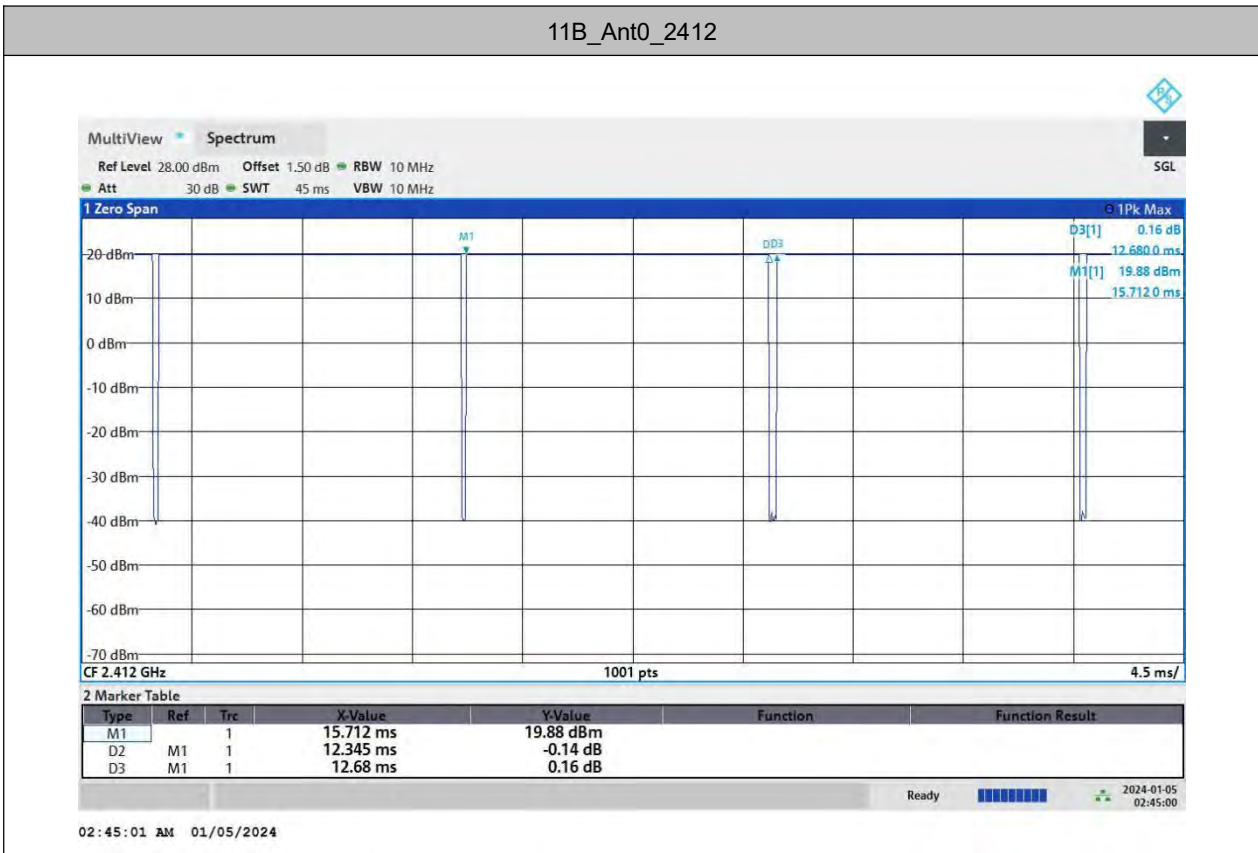 11B_Ant0_2412
MultiView Spectrum
Ref Level 28.00 dBm Offset 1.50 dB RBW 10 MHz
SGL
Att 30 dB SWT 45 ms VBW 10 MHz
1 Zero Span 1Pk Max
D3[1] 0.16 dB
12.680 0 ms
M1[1] 19.88 dBm
15.712 0 ms
M1
DD3
20 dBm
10 dBm
0 dBm
-10 dBm
-20 dBm
-30 dBm
-40 dBm
-50 dBm
-60 dBm
-70 dBm
CF 2.412 GHz 1001 pts 4.5 ms/
2 Marker Table
Type Ref Trc X-Value Y-Value Function Function Result
M1 1 15.712 ms 19.88 dBm
D2 M1 1 12.345 ms -0.14 dB
D3 M1 1 12.68 ms 0.16 dB
Ready 2024-01-05
02:45:00
02:45:01 AM 01/05/2024